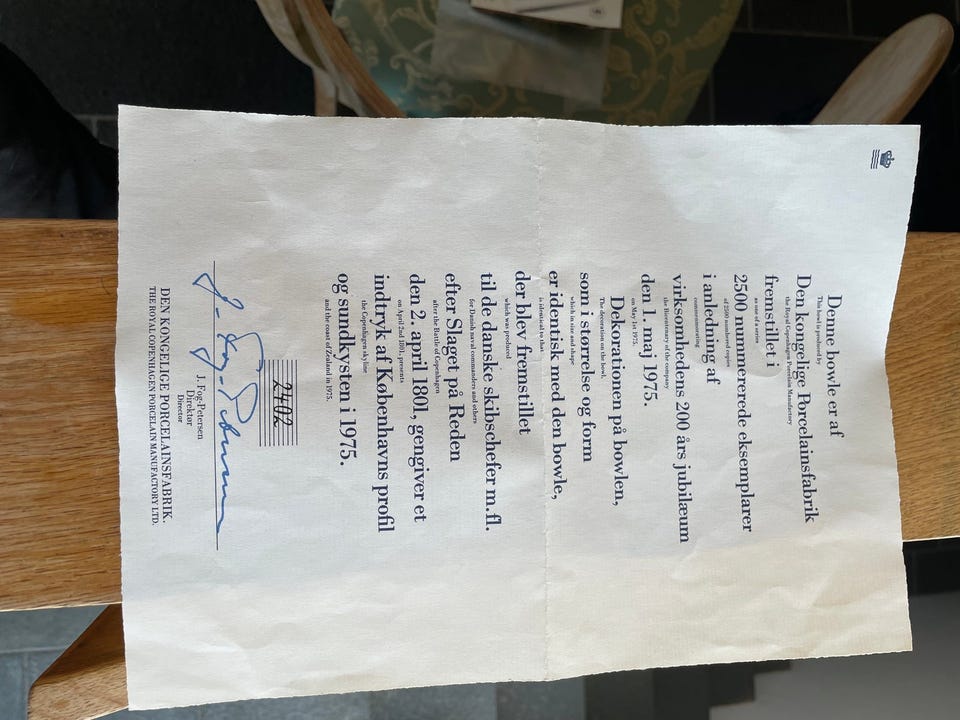 Denne bowle er af
This bowl is produced by
Den kongelige Porcelainsfabrik
the Royal Copenhagen Porcelain Manufactory
fremstillet i
as one of a series
2500 nummererede eksemplarer
of 2500 numbered copies
i anledning af
commemorating
virksomhedens 200 års jubilæum
the Bicentenary of the company
den 1. maj 1975.
on May 1st 1975.
Dekorationen på bowlen,
The decoration on the bowl,
som i størrelse og form
which in size and shape
er identisk med den bowle,
is identical to that
der blev fremstillet
which was produced
til de danske skibschefer m.fl.
for Danish naval commanders and others
efter Slaget på Reden
after the Battle of Copenhagen
den 2. april 1801, gengiver et
on April 2nd 1801, presents
indtryk af Københavns profil
the Copenhagen skyline
og sundkysten i 1975.
and the coast of Zealand in 1975.
2402
J. Fog-Petersen
J. Fog-Petersen
Direktør
Director
DEN KONGELIGE PORCELAINSFABRIK.
THE ROYAL COPENHAGEN PORCELAIN MANUFACTORY LTD.